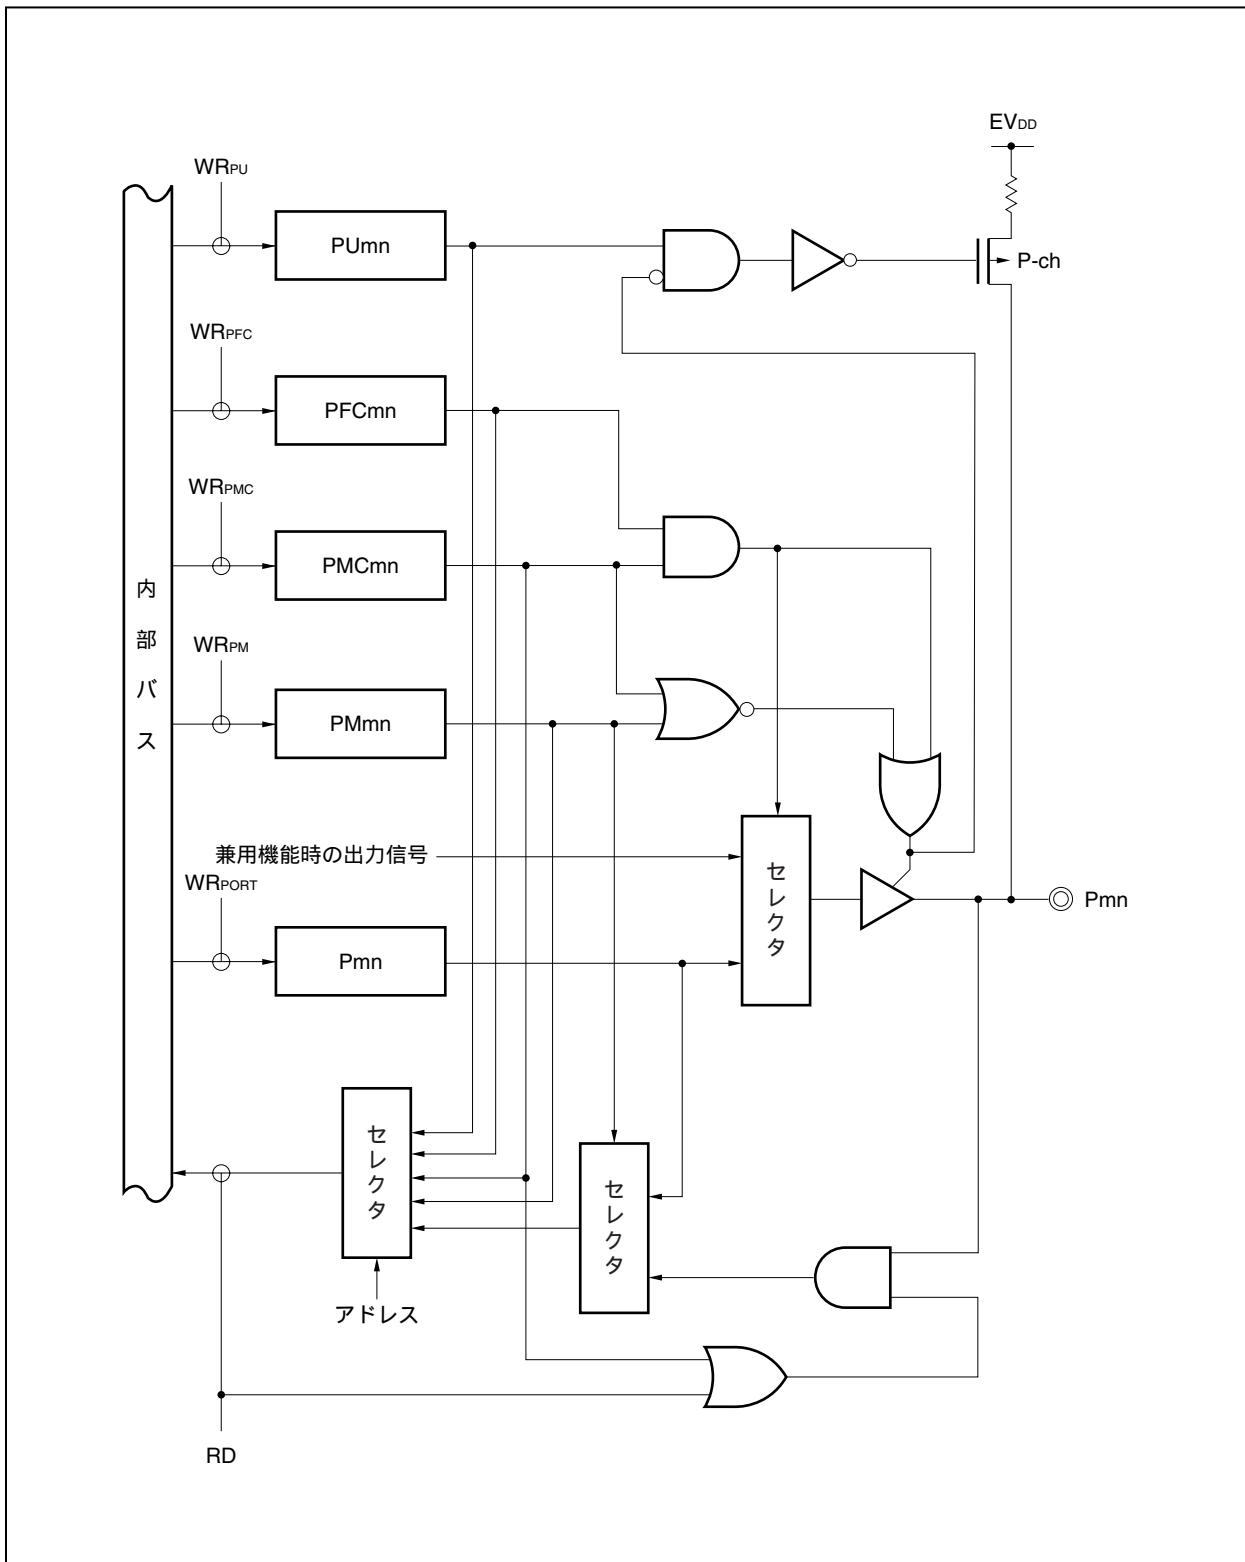 EVDD
WRPU
PUmn
P-ch
WRPFC
PFCmn
WRPMC
PMCmn
内部バス
WRPM
PMmn
兼用機能時の出力信号
セレクタ
WRPORT
Pmn
Pmn
セレクタ
セレクタ
アドレス
RD